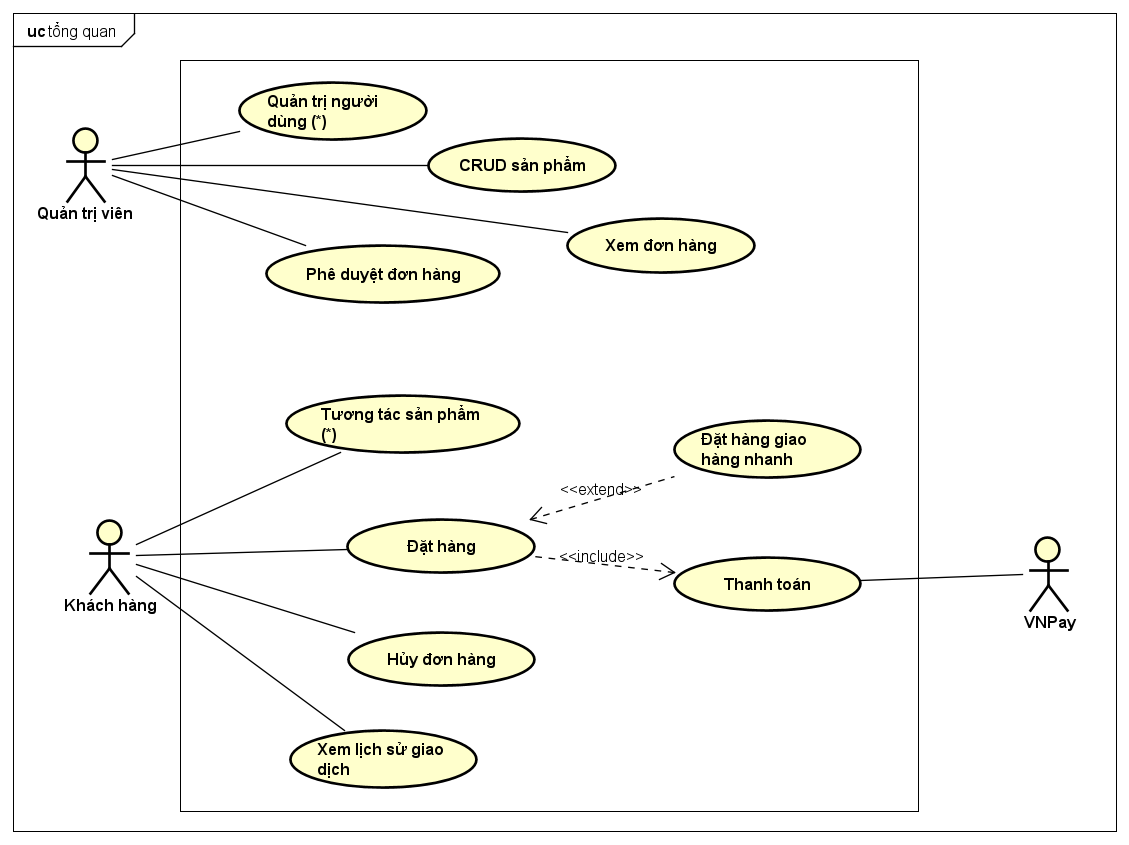 uc tổng quan
Quản trị người
dùng (*)
CRUD sản phẩm
Quản trị viên
Xem đơn hàng
Phê duyệt đơn hàng
Tương tác sản phẩm
(*)
Đặt hàng giao
hàng nhanh
<<extend>>
Đặt hàng
<<include>>
Thanh toán
Khách hàng
VNPay
Hủy đơn hàng
Xem lịch sử giao
dịch